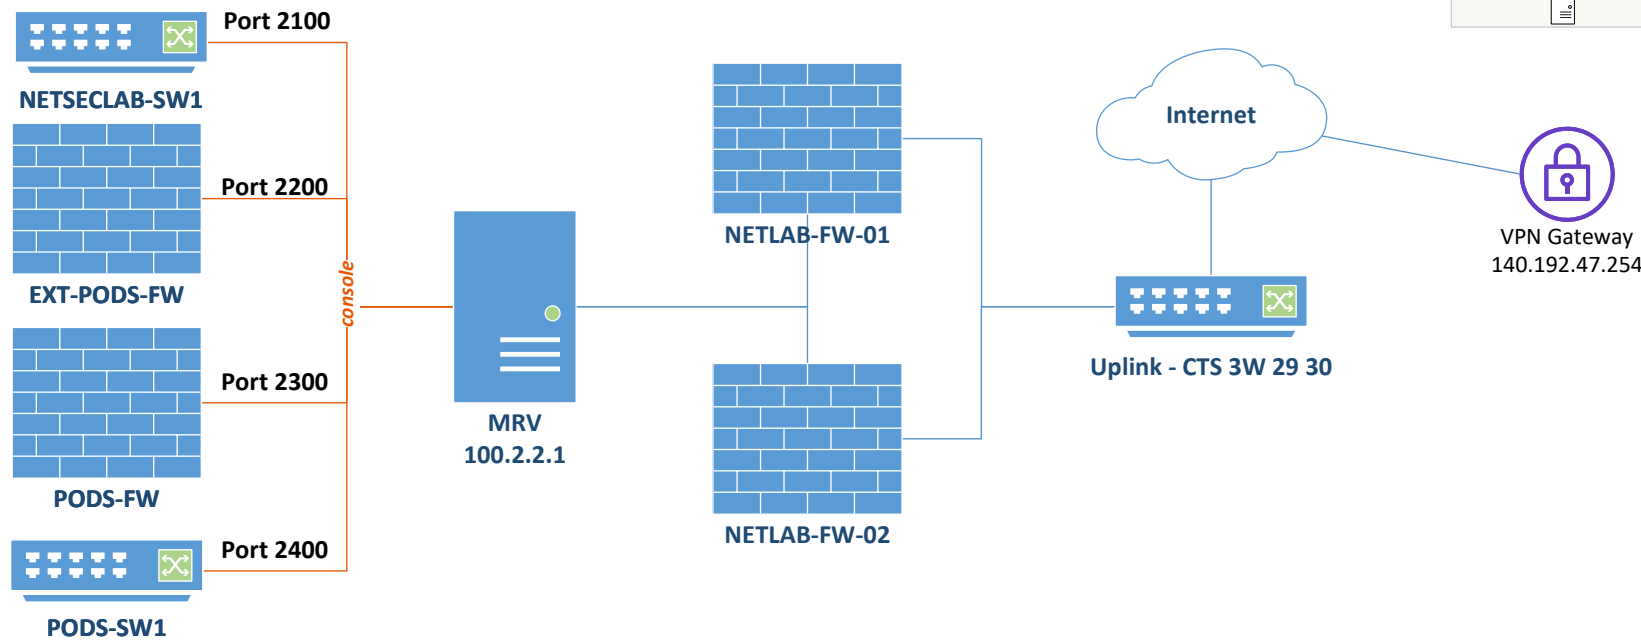 Port 2100
NETSECLAB-SW1
Port 2200
EXT-PODS-FW
console
Port 2300
PODS-FW
Port 2400
PODS-SW1
MRV
100.2.2.1
NETLAB-FW-01
NETLAB-FW-02
Internet
Uplink - CTS 3W 29 30
VPN Gateway
140.192.47.254